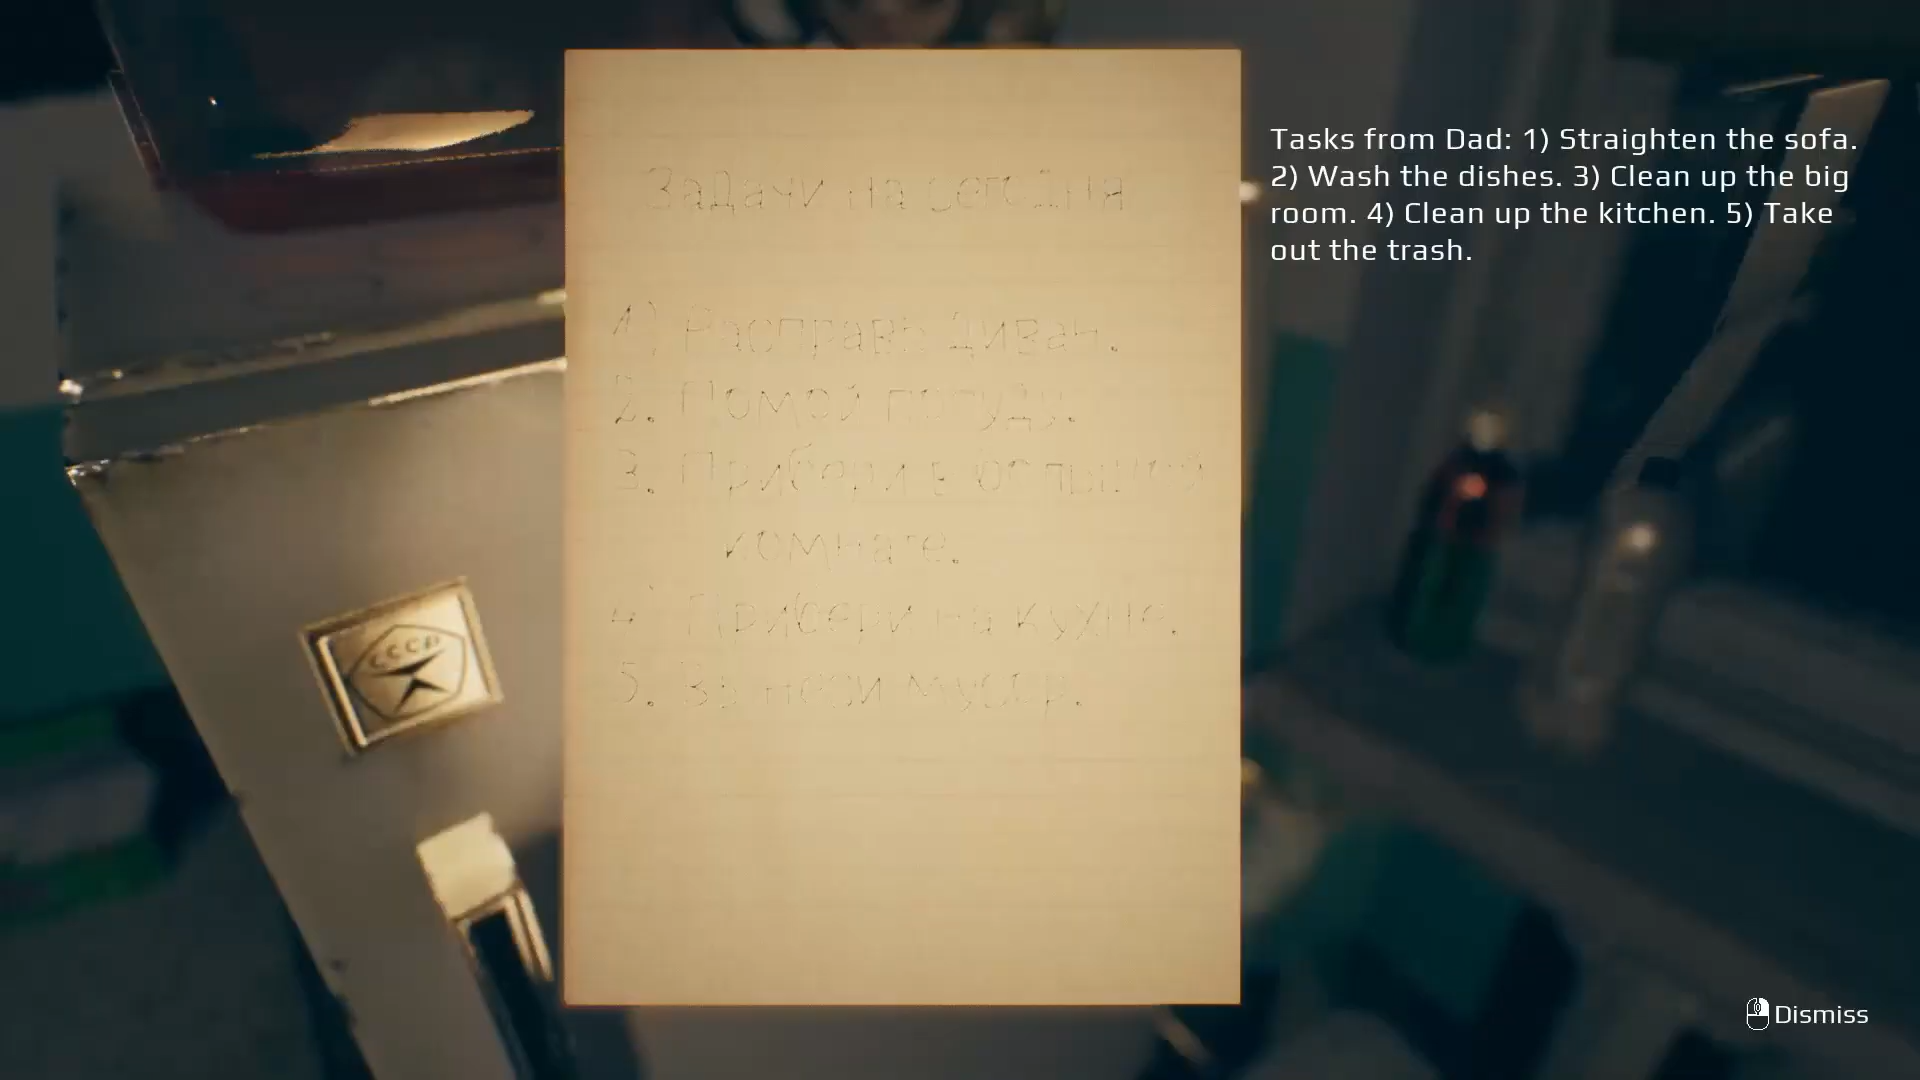 Задачи на сегодня
1) Расправь диван.
2. Помой посуду.
3. Прибери в большой
комнате.
4. Прибери на кухне.
5. Вынеси мусор.
Tasks from Dad: 1) Straighten the sofa.
2) Wash the dishes. 3) Clean up the big
room. 4) Clean up the kitchen. 5) Take
out the trash.
СССР
Dismiss